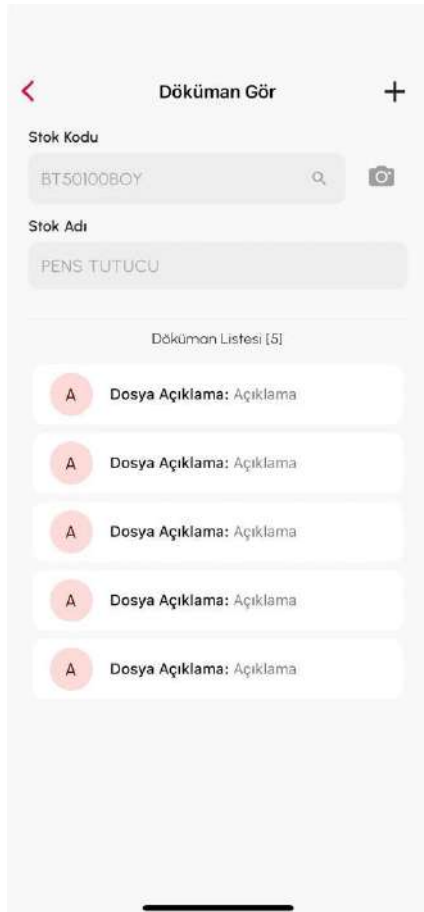 Döküman Gör
Stok Kodu
BT50100BOY
Stok Adı
PENS TUTUCU
Döküman Listesi [5]
A Dosya Açıklama: Açıklama
A Dosya Açıklama: Açıklama
A Dosya Açıklama: Açıklama
A Dosya Açıklama: Açıklama
A Dosya Açıklama: Açıklama